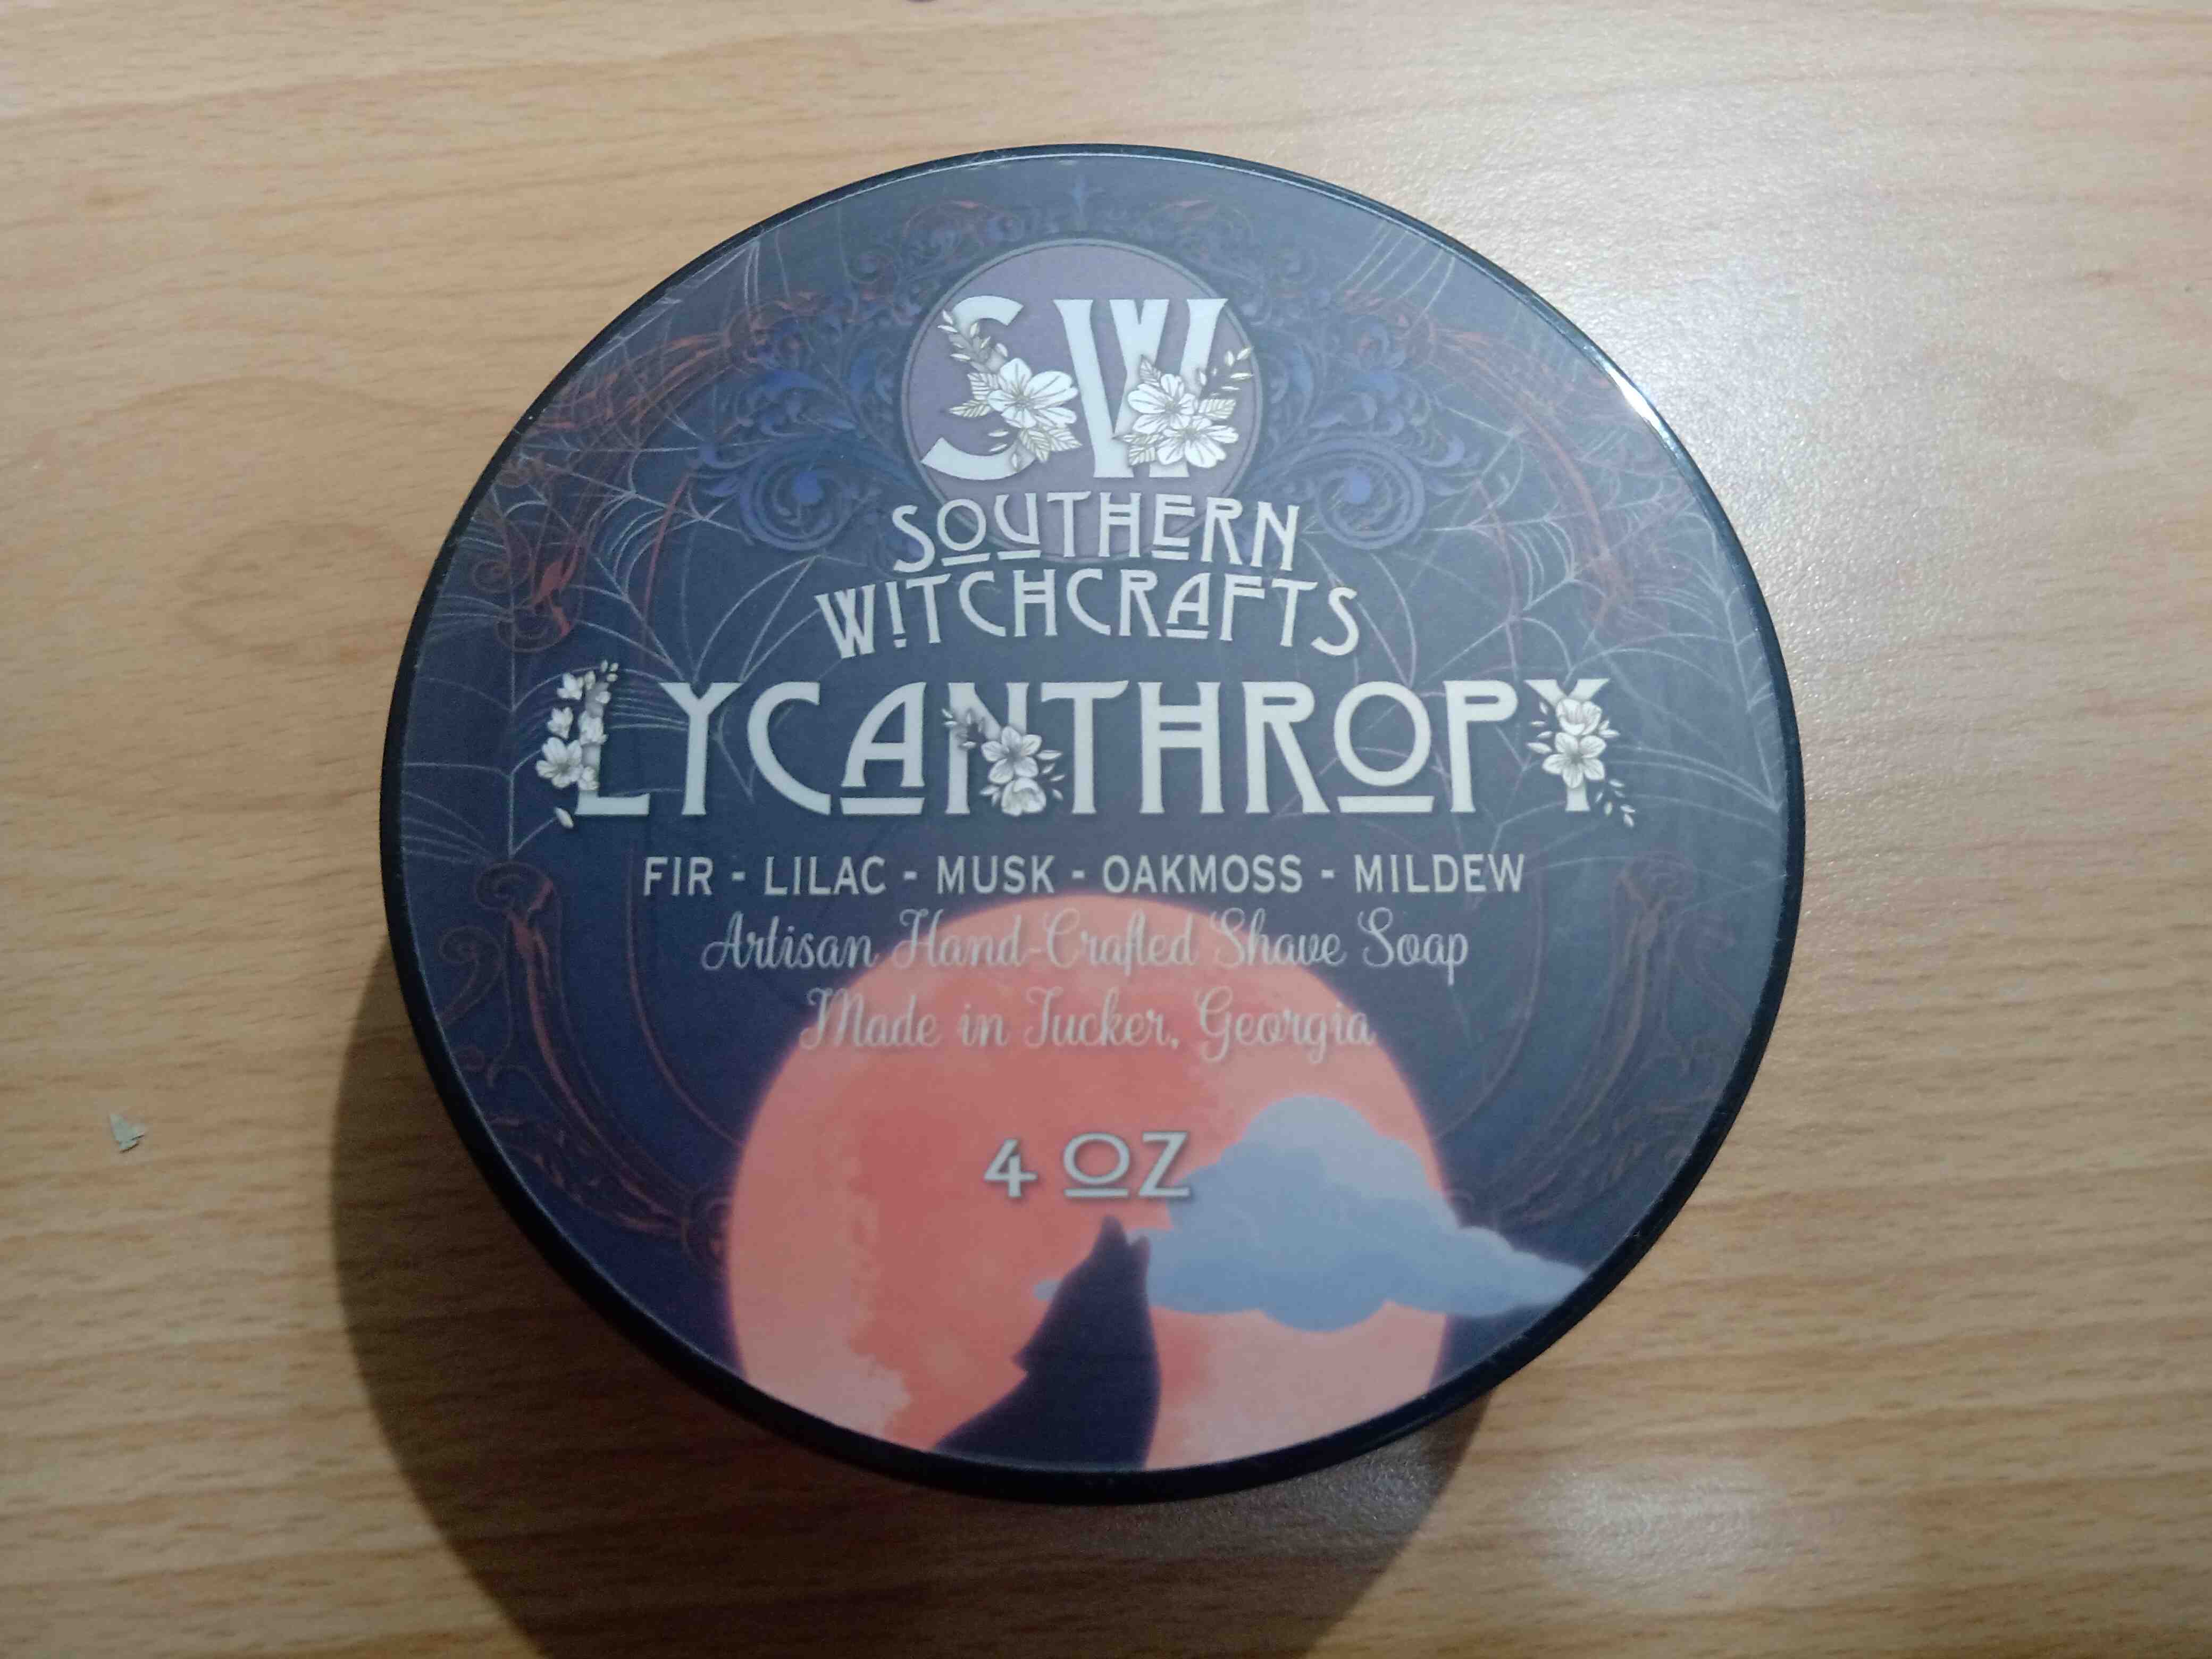 SW
SOUTHERN
WITCHCRAFTS
LYCANTHROPY
FIR - LILAC - MUSK - OAKMOSS - MILDEW
Artisan Hand-Crafted Shave Soap
Made in Tucker, Georgia
4 OZ